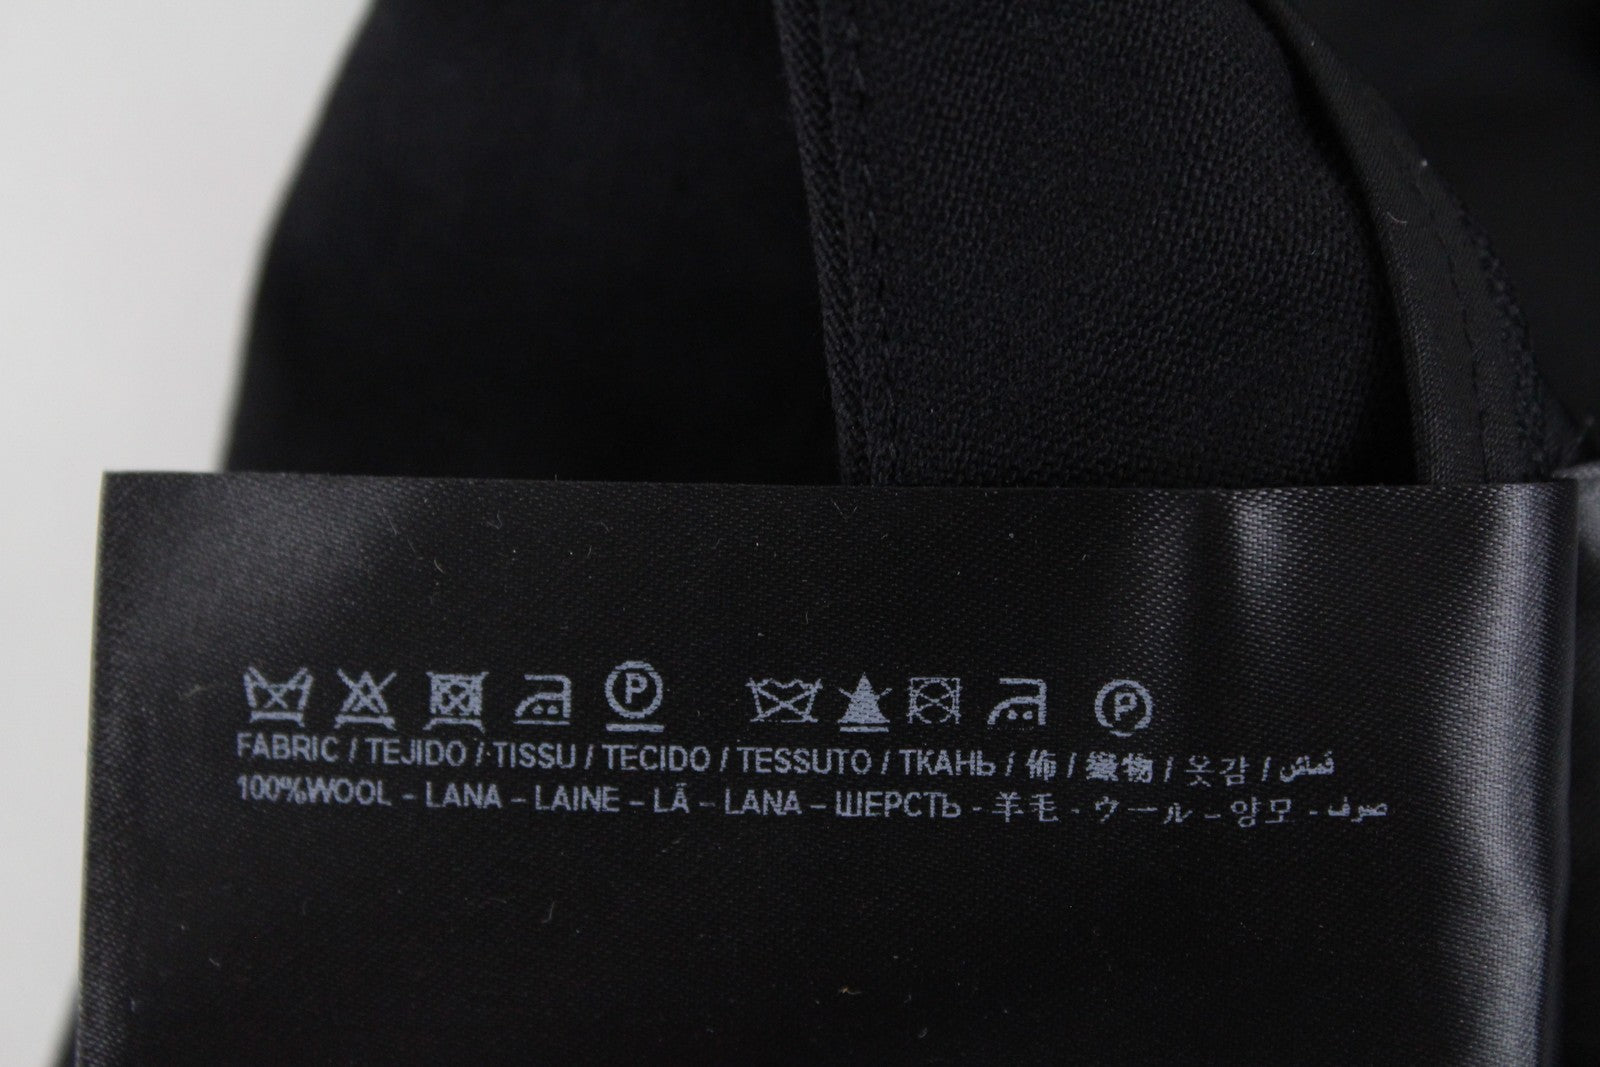 FABRIC / TEJIDO / TISSU / TECIDO / TESSUTO / ТКАНЬ / 佈 / 織物 / 옷감 / قماش
100%WOOL - LANA - LAINE - LÃ - LANA - ШЕРСТЬ - 羊毛 - ウール - 양모 - صوف